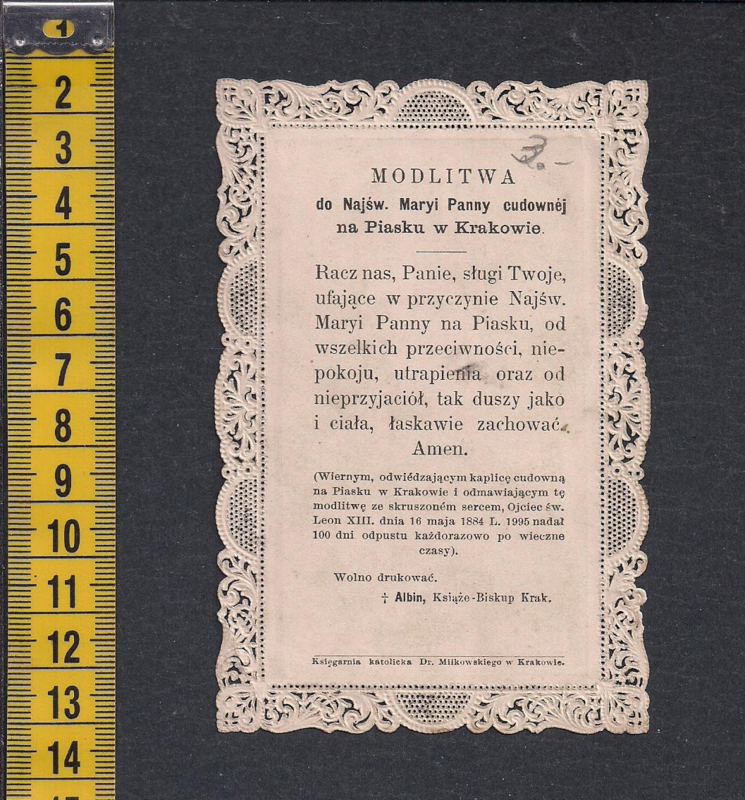 1
2
3
4
5
6
7
8
9
10
11
12
13
14
3.–
MODLITWA
do Najśw. Maryi Panny cudownéj
na Piasku w Krakowie.
Racz nas, Panie, sługi Twoje,
ufające w przyczynie Najśw.
Maryi Panny na Piasku, od
wszelkich przeciwności, nie-
pokoju, utrapienia oraz od
nieprzyjaciół, tak duszy jako
i ciała, łaskawie zachować.
Amen.
(Wiernym, odwiédzającym kaplicę cudowną
na Piasku w Krakowie i odmawiającym tę
modlitwę ze skruszoném sercem, Ojciec św.
Leon XIII. dnia 16 maja 1884 L. 1995 nadał
100 dni odpustu każdorazowo po wieczne
czasy).
Wolno drukować.
† Albin, Książe-Biskup Krak.
Księgarnia katolicka Dr. Miłkowskiego w Krakowie.